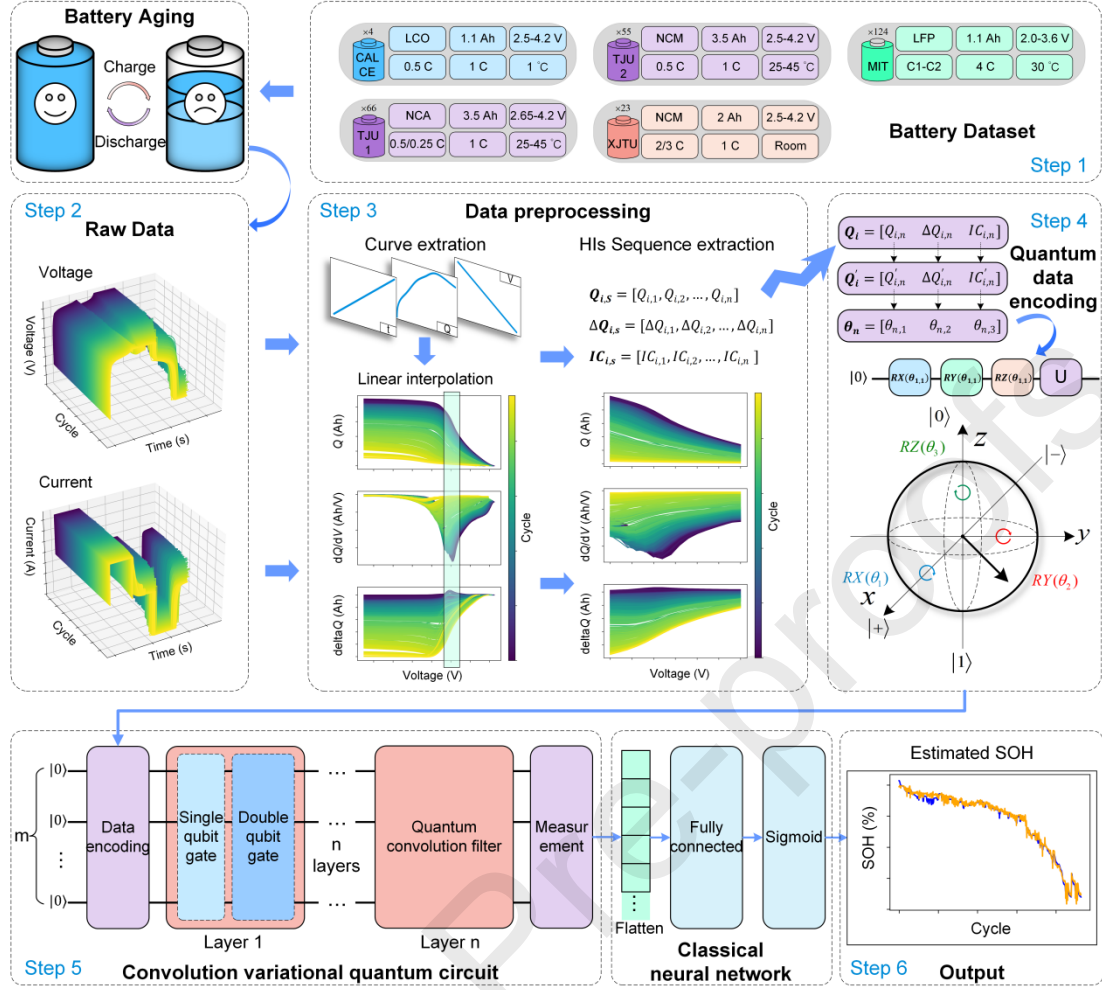 Battery Aging
Charge
Discharge
×4
CAL
CE
LCO
1.1 Ah
2.5-4.2 V
0.5 C
1 C
1 ℃
×55
TJU
2
NCM
3.5 Ah
2.5-4.2 V
0.5 C
1 C
25-45 ℃
×124
MIT
LFP
1.1 Ah
2.0-3.6 V
C1-C2
4 C
30 ℃
×66
TJU
1
NCA
3.5 Ah
2.65-4.2 V
0.5/0.25 C
1 C
25-45 ℃
×23
XJTU
NCM
2 Ah
2.5-4.2 V
2/3 C
1 C
Room
Battery Dataset
Step 1
Step 2
Raw Data
Voltage
Voltage (V)
Cycle
Time (s)
Current
Current (A)
Cycle
Time (s)
Step 3
Data preprocessing
Curve extration
t
Q
V
HIs Sequence extraction
Q_{i,s} = [Q_{i,1}, Q_{i,2}, …, Q_{i,n}]
ΔQ_{i,s} = [ΔQ_{i,1}, ΔQ_{i,2}, …, ΔQ_{i,n}]
IC_{i,s} = [IC_{i,1}, IC_{i,2}, …, IC_{i,n} ]
Linear interpolation
Q (Ah)
dQ/dV (Ah/V)
deltaQ (Ah)
Voltage (V)
Cycle
Q (Ah)
dQ/dV (Ah/V)
deltaQ (Ah)
Voltage (V)
Cycle
Step 4
Quantum
data
encoding
Q_i = [Q_{i,n} ΔQ_{i,n} IC_{i,n}]
Q_i' = [Q_{i,n}' ΔQ_{i,n}' IC_{i,n}']
θ_n = [θ_{n,1} θ_{n,2} θ_{n,3}]
|0⟩
RX(θ_{1,1})
RY(θ_{1,1})
RZ(θ_{1,1})
U
|0⟩
z
RZ(θ_3)
|−⟩
y
RX(θ_1)
RY(θ_2)
x
|+⟩
|1⟩
m
|0⟩
|0⟩
⋮
|0⟩
Data
encoding
Single
qubit
gate
Double
qubit
gate
Layer 1
…
…
n
layers
⋮
…
Quantum
convolution filter
Layer n
Measur
ement
Step 5
Convolution variational quantum circuit
Flatten
Fully
connected
Sigmoid
Classical
neural network
Estimated SOH
SOH (%)
Cycle
Step 6
Output
Pre-proofs